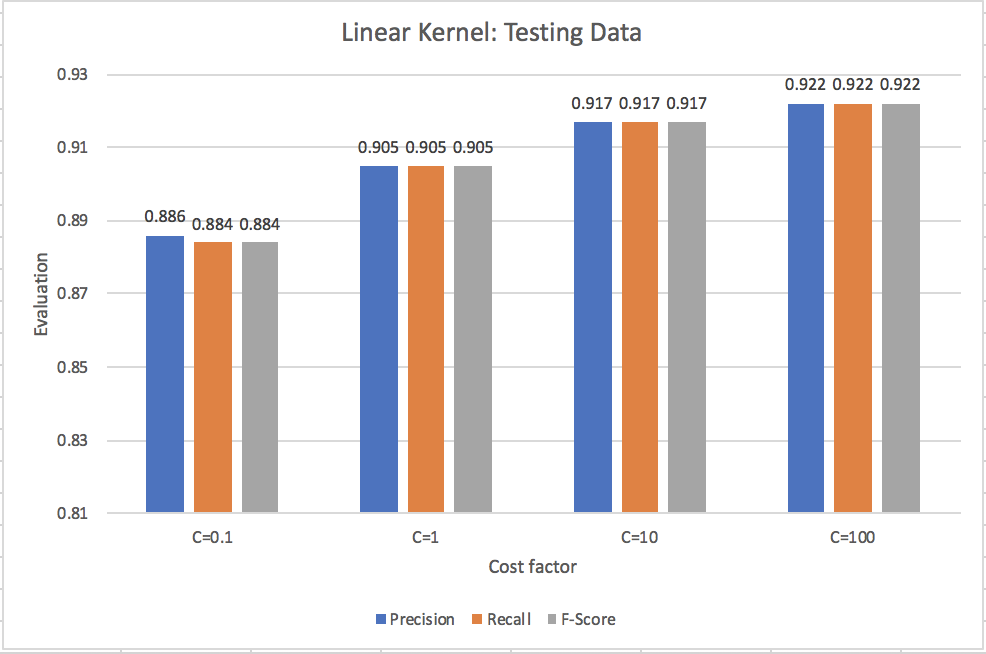 Linear Kernel: Testing Data
0.93
0.91
0.89
0.87
0.85
0.83
0.81
Evaluation
0.886 0.884 0.884
0.905 0.905 0.905
0.917 0.917 0.917
0.922 0.922 0.922
C=0.1 C=1 C=10 C=100
Cost factor
Precision Recall F-Score